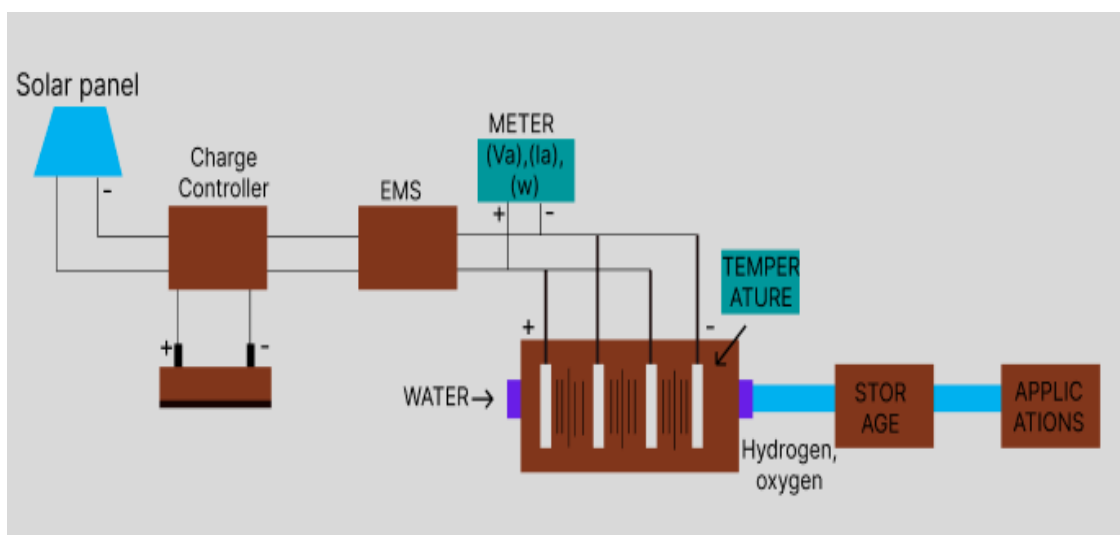 Solar panel
-
Charge
Controller
+
-
EMS
METER
(Va),(Ia),
(w)
+
-
TEMPER
ATURE
+
-
WATER→
Hydrogen,
oxygen
STOR
AGE
APPLIC
ATIONS